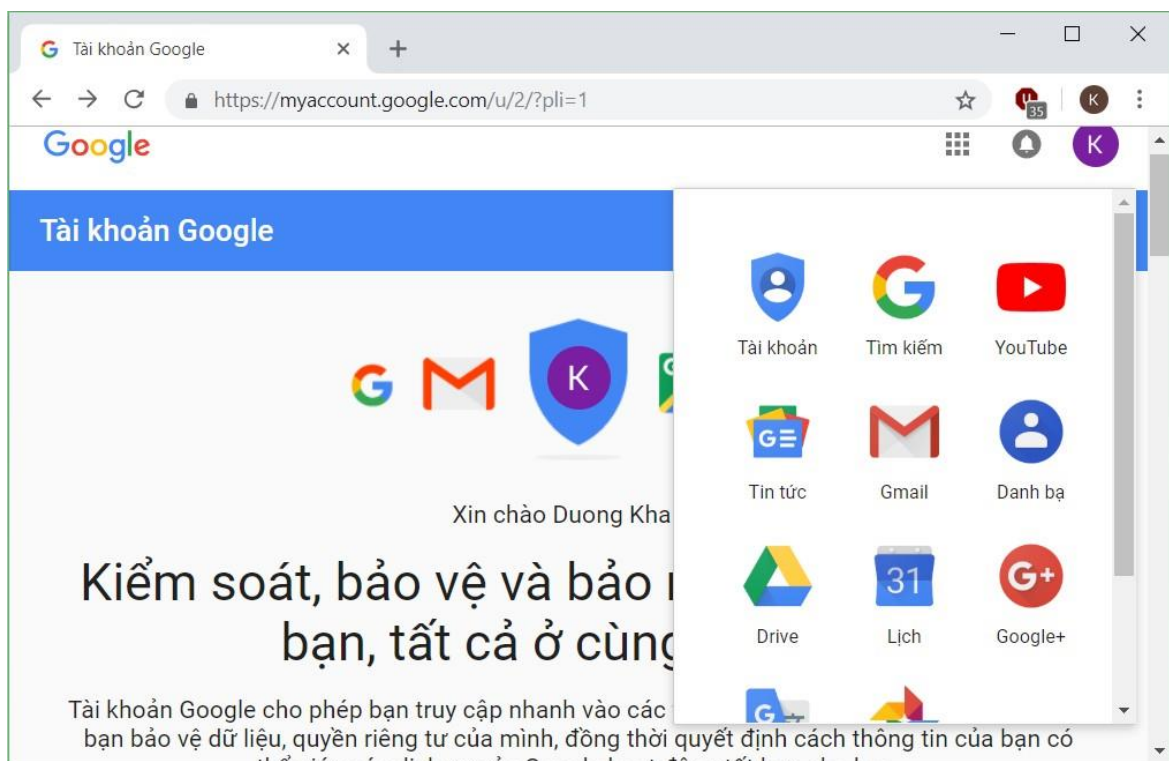 Tài khoản Google
https://myaccount.google.com/u/2/?pli=1
35
K
Google
K
Tài khoản Google
Tài khoản
Tìm kiếm
YouTube
K
Tin tức
Gmail
Danh bạ
Xin chào Duong Kha
31
G+
Kiểm soát, bảo vệ và bảo
bạn, tất cả ở cùng
Drive
Lịch
Google+
Tài khoản Google cho phép bạn truy cập nhanh vào các
bạn bảo vệ dữ liệu, quyền riêng tư của mình, đồng thời quyết định cách thông tin của bạn có